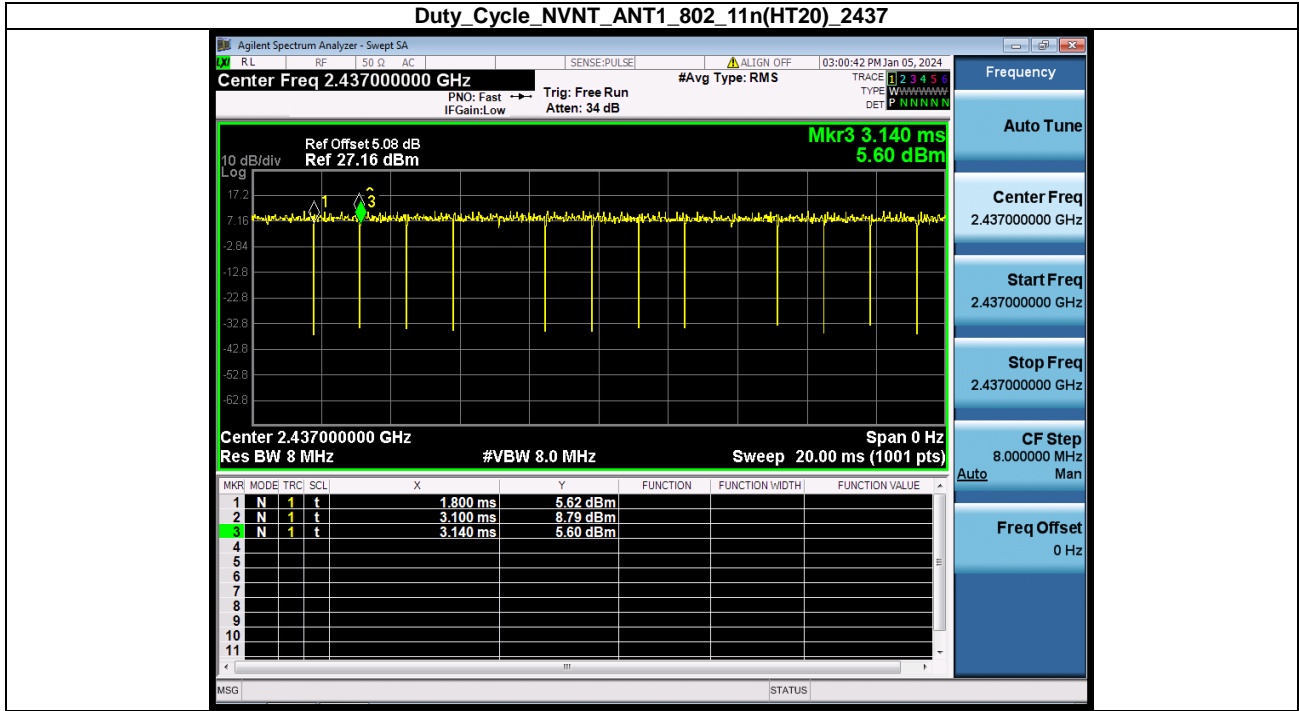 Duty_Cycle_NVNT_ANT1_802_11n(HT20)_2437
Agilent Spectrum Analyzer - Swept SA
LXI RL RF 50 Ω AC SENSE:PULSE ALIGN OFF 03:00:42 PM Jan 05, 2024
Center Freq 2.437000000 GHz #Avg Type: RMS TRACE 1 2 3 4 5 6
PNO: Fast Trig: Free Run TYPE WWWWWWW
IFGain:Low Atten: 34 dB DET P N N N N N
Mkr3 3.140 ms
5.60 dBm
Ref Offset 5.08 dB
10 dB/div Ref 27.16 dBm
Log
17.2
7.16
-2.84
-12.8
-22.8
-32.8
-42.8
-52.8
-62.8
1
3
Center 2.437000000 GHz Span 0 Hz
Res BW 8 MHz #VBW 8.0 MHz Sweep 20.00 ms (1001 pts)
MKR MODE TRC SCL X Y FUNCTION FUNCTION WIDTH FUNCTION VALUE
1 N 1 t 1.800 ms 5.62 dBm
2 N 1 t 3.100 ms 8.79 dBm
3 N 1 t 3.140 ms 5.60 dBm
4
5
6
7
8
9
10
11
MSG STATUS
Frequency
Auto Tune
Center Freq
2.437000000 GHz
Start Freq
2.437000000 GHz
Stop Freq
2.437000000 GHz
CF Step
8.000000 MHz
Auto Man
Freq Offset
0 Hz